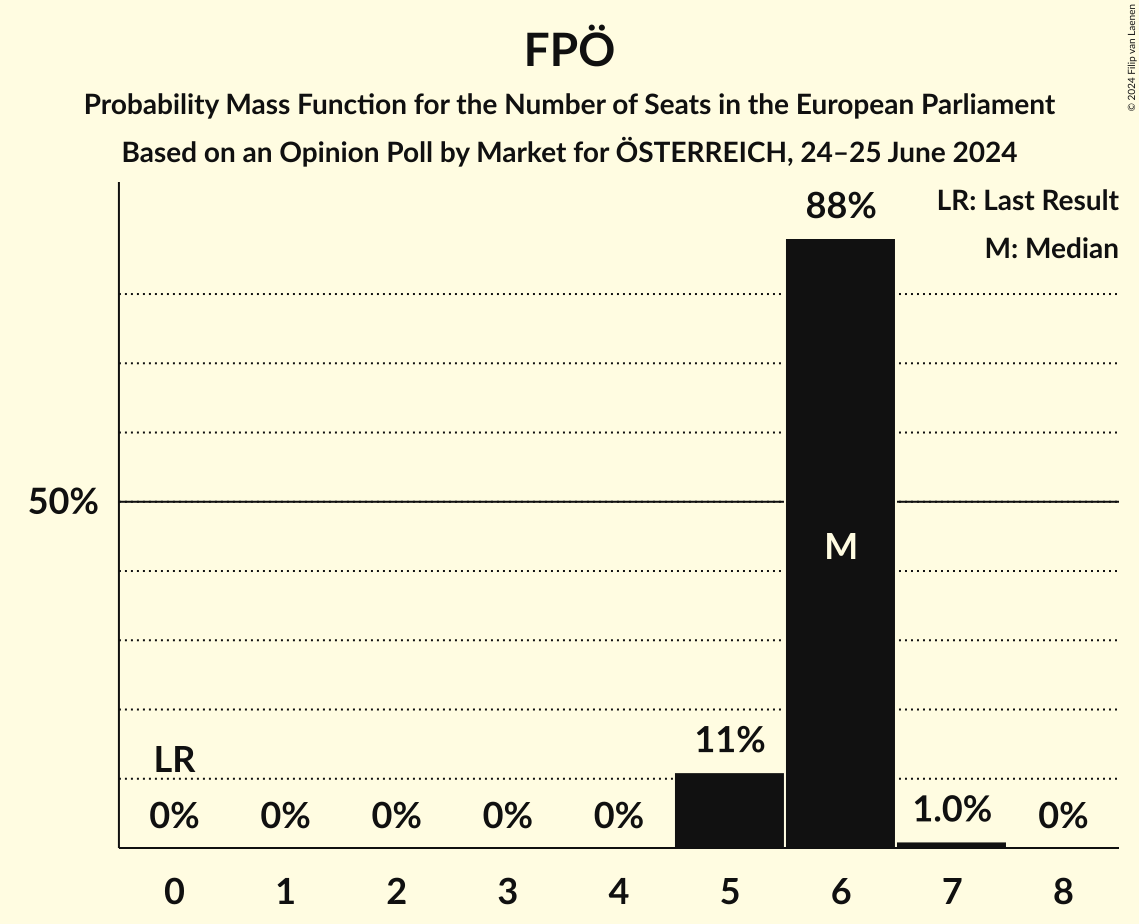 FPÖ
Probability Mass Function for the Number of Seats in the European Parliament
Based on an Opinion Poll by Market for ÖSTERREICH, 24–25 June 2024
© 2024 Filip van Laenen
LR: Last Result
M: Median
88%
50%
M
LR
11%
0% 0% 0% 0% 0% 1.0% 0%
0 1 2 3 4 5 6 7 8